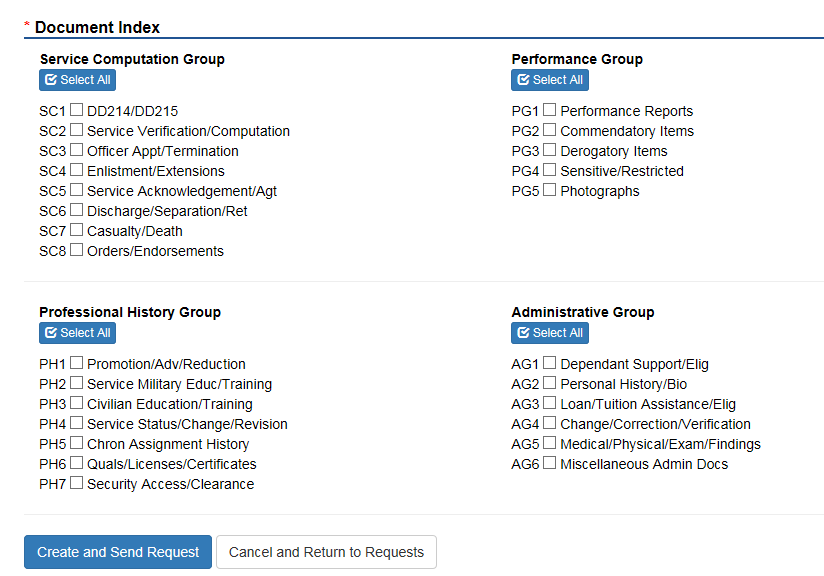 * Document Index
Service Computation Group
Select All
SC1 DD214/DD215
SC2 Service Verification/Computation
SC3 Officer Appt/Termination
SC4 Enlistment/Extensions
SC5 Service Acknowledgement/Agt
SC6 Discharge/Separation/Ret
SC7 Casualty/Death
SC8 Orders/Endorsements
Performance Group
Select All
PG1 Performance Reports
PG2 Commendatory Items
PG3 Derogatory Items
PG4 Sensitive/Restricted
PG5 Photographs
Professional History Group
Select All
PH1 Promotion/Adv/Reduction
PH2 Service Military Educ/Training
PH3 Civilian Education/Training
PH4 Service Status/Change/Revision
PH5 Chron Assignment History
PH6 Quals/Licenses/Certificates
PH7 Security Access/Clearance
Administrative Group
Select All
AG1 Dependant Support/Elig
AG2 Personal History/Bio
AG3 Loan/Tuition Assistance/Elig
AG4 Change/Correction/Verification
AG5 Medical/Physical/Exam/Findings
AG6 Miscellaneous Admin Docs
Create and Send Request
Cancel and Return to Requests